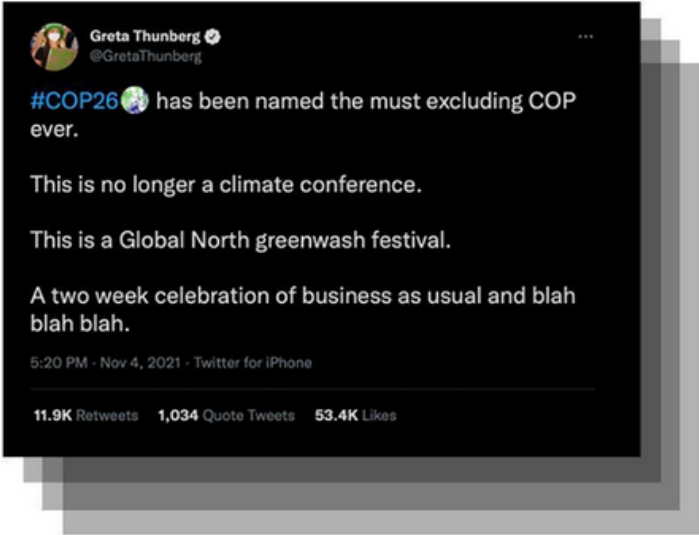 Greta Thunberg
@GretaThunberg
#COP26 has been named the must excluding COP
ever.
This is no longer a climate conference.
This is a Global North greenwash festival.
A two week celebration of business as usual and blah
blah blah.
5:20 PM · Nov 4, 2021 · Twitter for iPhone
11.9K Retweets 1,034 Quote Tweets 53.4K Likes